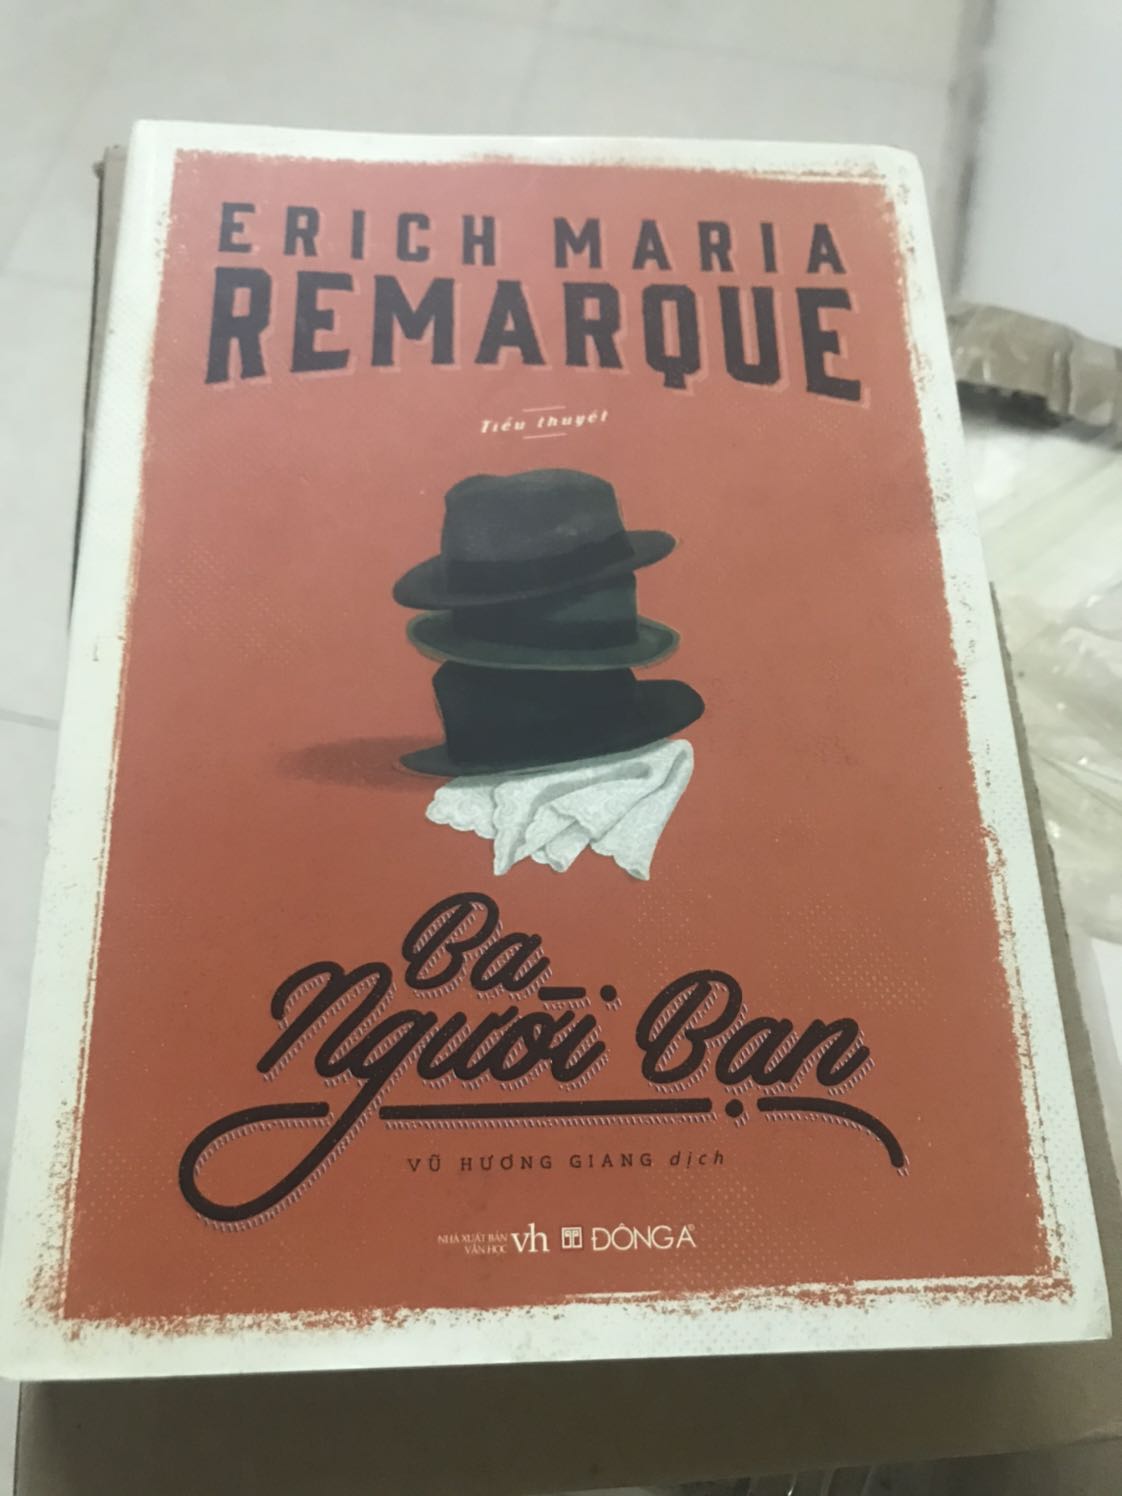 ERICH MARIA
REMARQUE
Tiểu thuyết
Ba
Người Bạn
VŨ HƯƠNG GIANG dịch
NHÀ XUẤT BẢN
VĂN HỌC
vh
ĐÔNG A